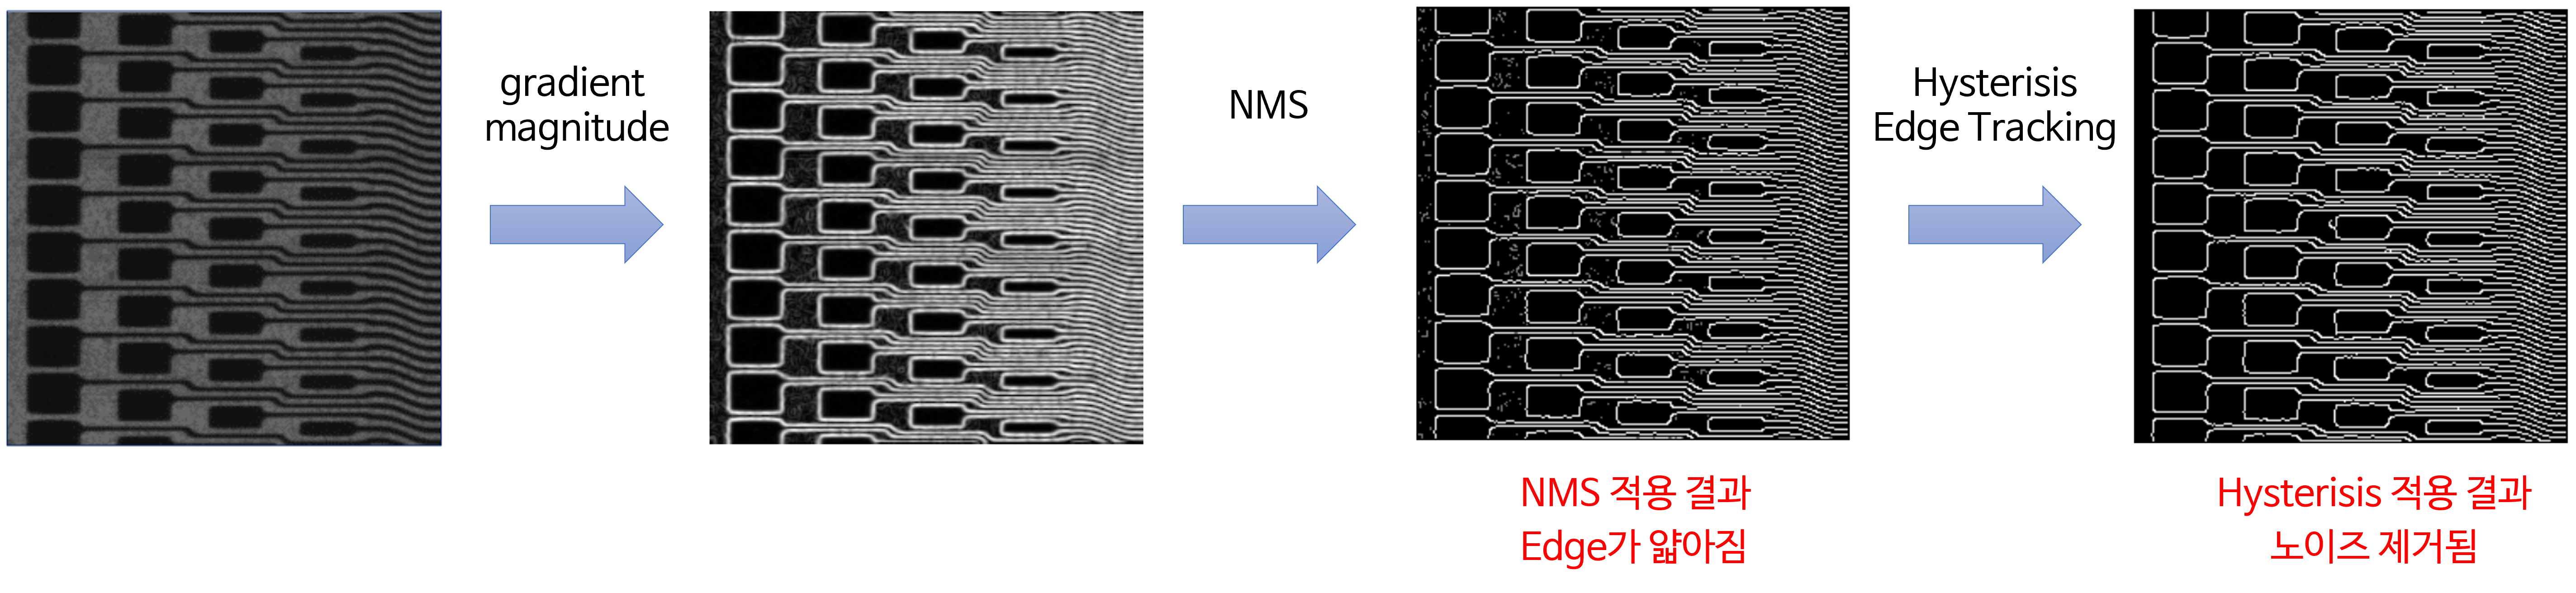 gradient
magnitude
NMS
Hysterisis
Edge Tracking
NMS 적용 결과
Edge가 얇아짐
Hysterisis 적용 결과
노이즈 제거됨